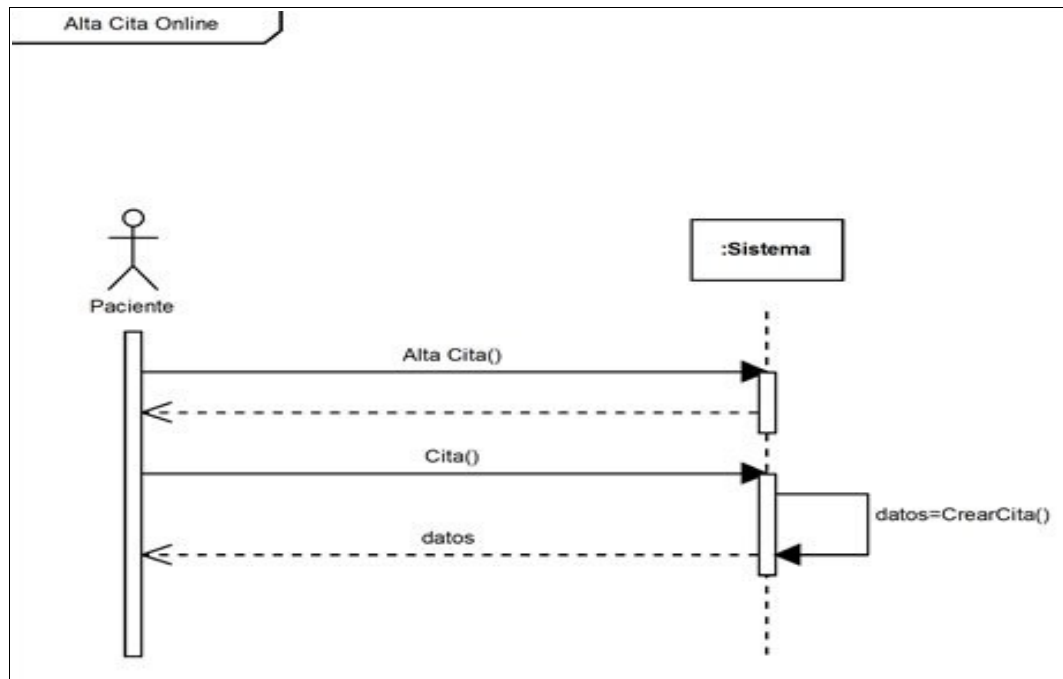 Alta Cita Online
:Sistema
Paciente
Alta Cita()
Cita()
datos=CrearCita()
datos